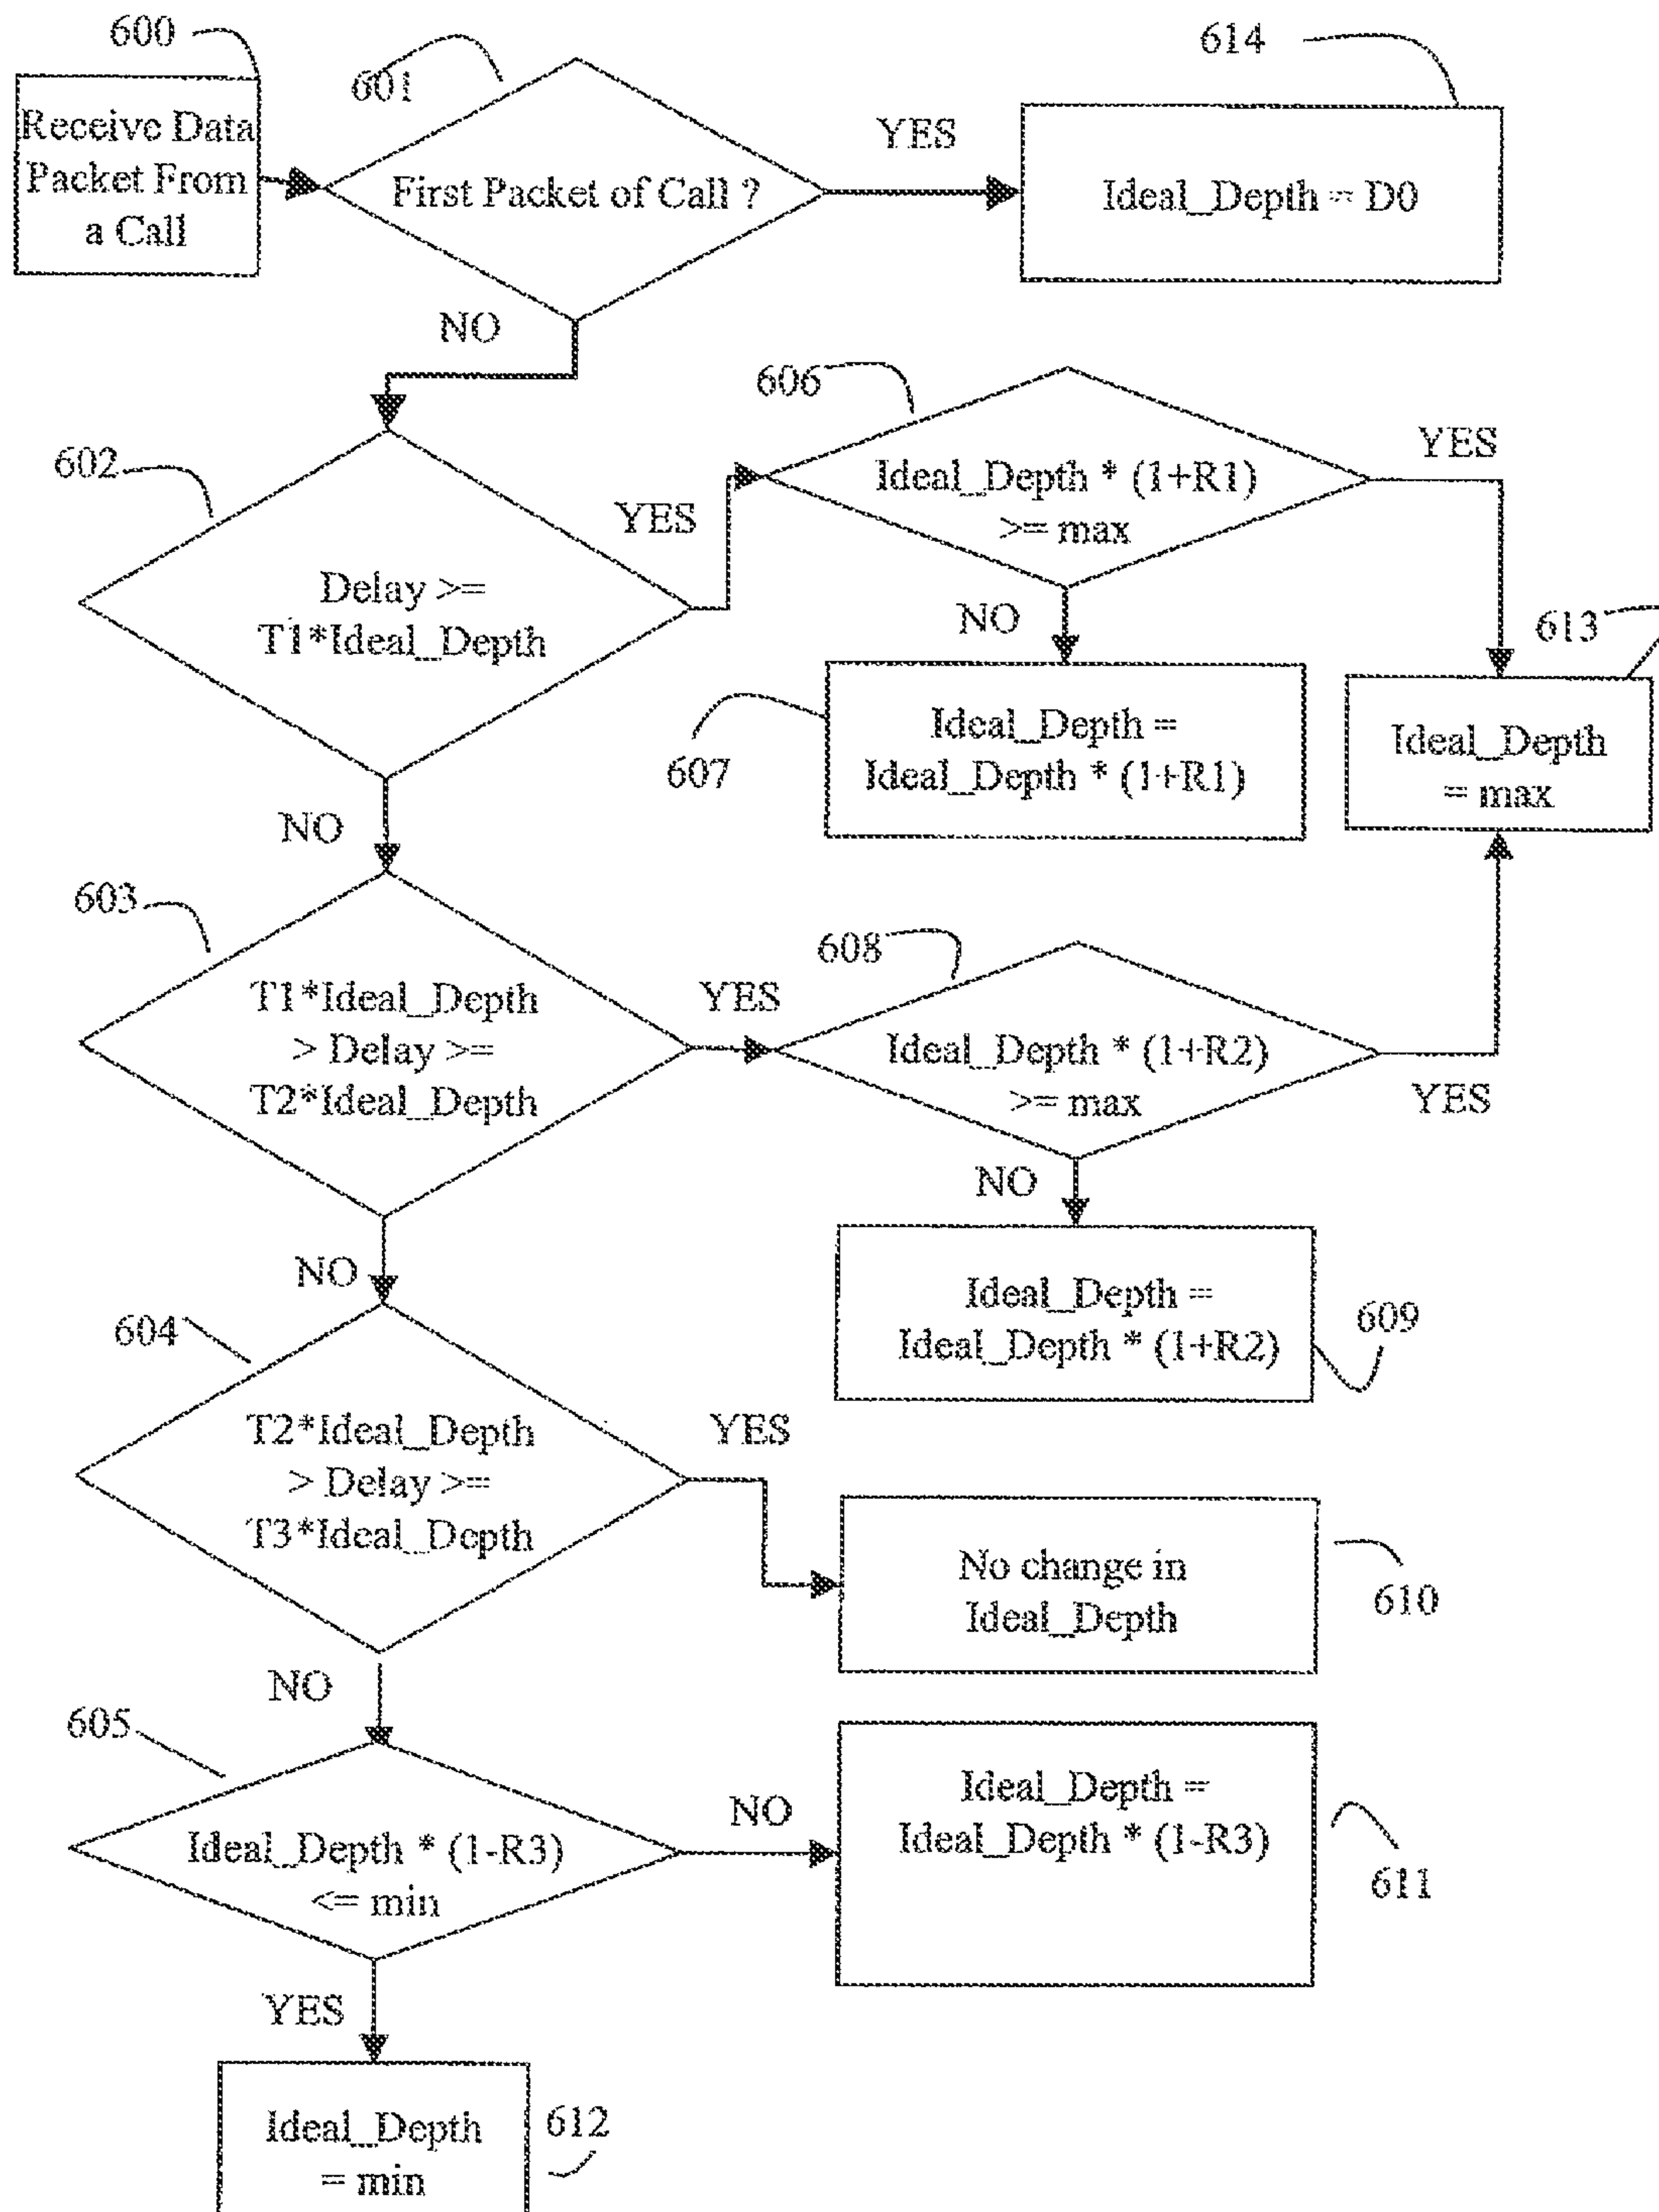 600
601
614
Receive Data
Packet From
a Call
First Packet of Call ?
YES
Ideal_Depth = D0
NO
602
606
Delay >=
T1*Ideal_Depth
YES
Ideal_Depth * (1+R1)
>= max
YES
NO
607
Ideal_Depth =
Ideal_Depth * (1+R1)
613
Ideal_Depth
= max
NO
603
T1*Ideal_Depth
> Delay >=
T2*Ideal_Depth
YES
608
Ideal_Depth * (1+R2)
>= max
YES
NO
Ideal_Depth =
Ideal_Depth * (1+R2)
609
NO
604
T2*Ideal_Depth
> Delay >=
T3*Ideal_Depth
YES
No change in
Ideal_Depth
610
NO
605
Ideal_Depth * (1-R3)
<= min
NO
Ideal_Depth =
Ideal_Depth * (1-R3)
611
YES
Ideal_Depth
= min
612